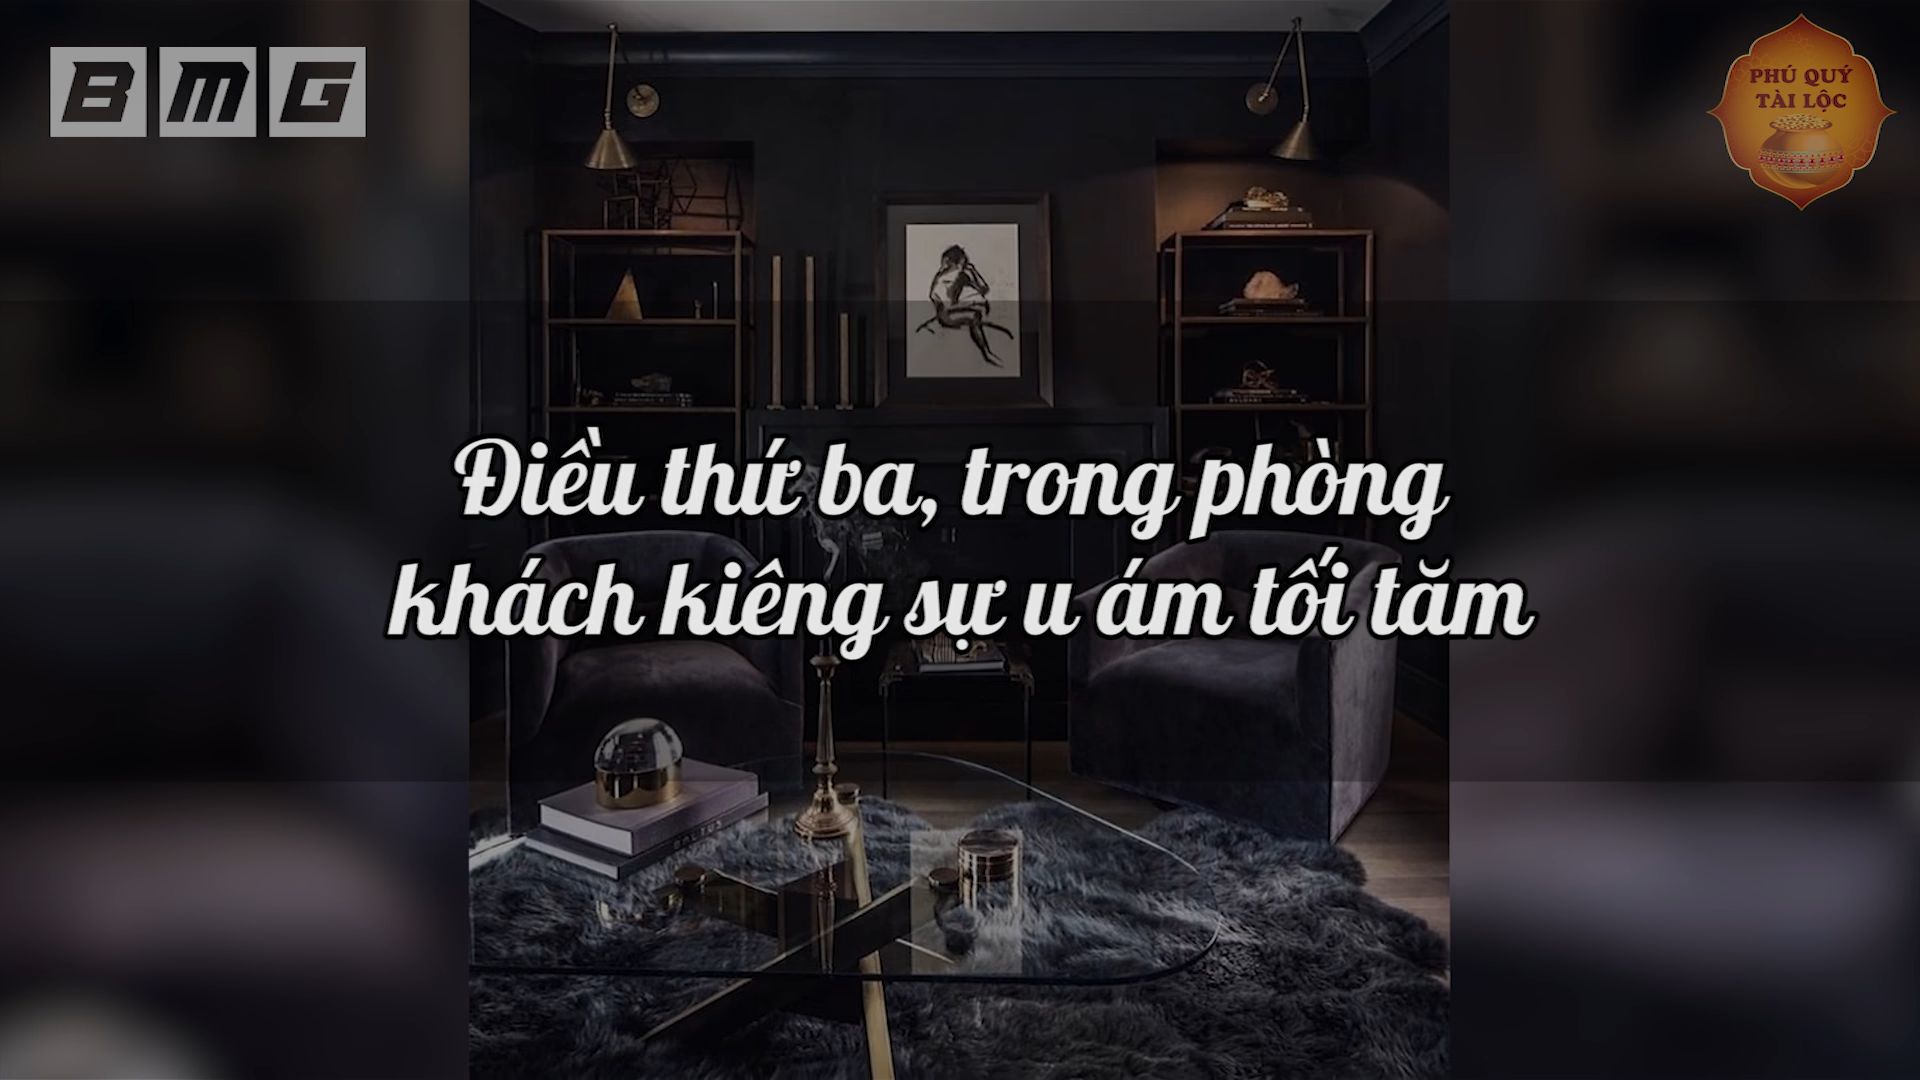 BMG
PHÚ QUÝ
TÀI LỘC
Điều thứ ba, trong phòng
khách kiêng sự u ám tối tăm